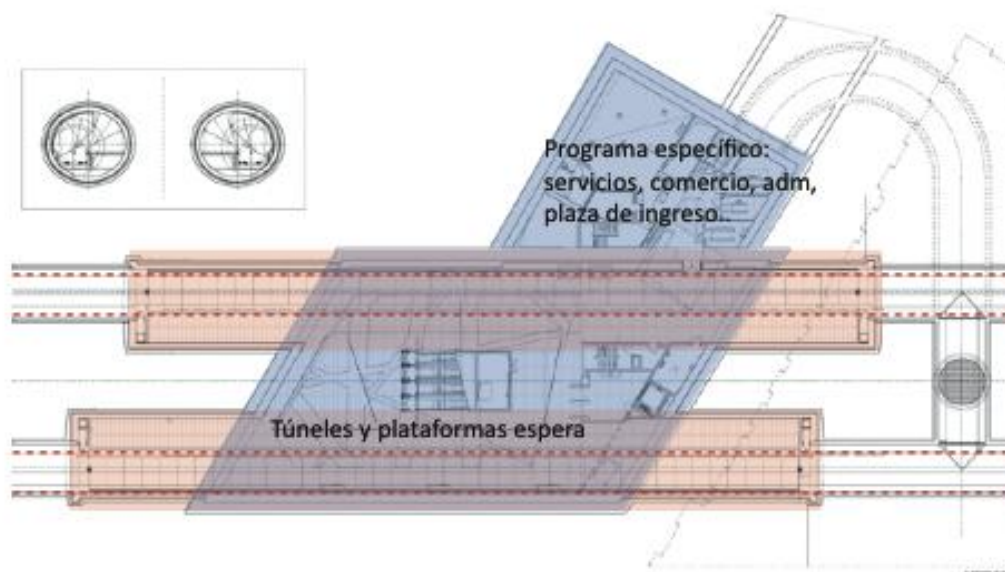 Programa específico:
servicios, comercio, adm,
plaza de ingreso..
Túneles y plataformas espera